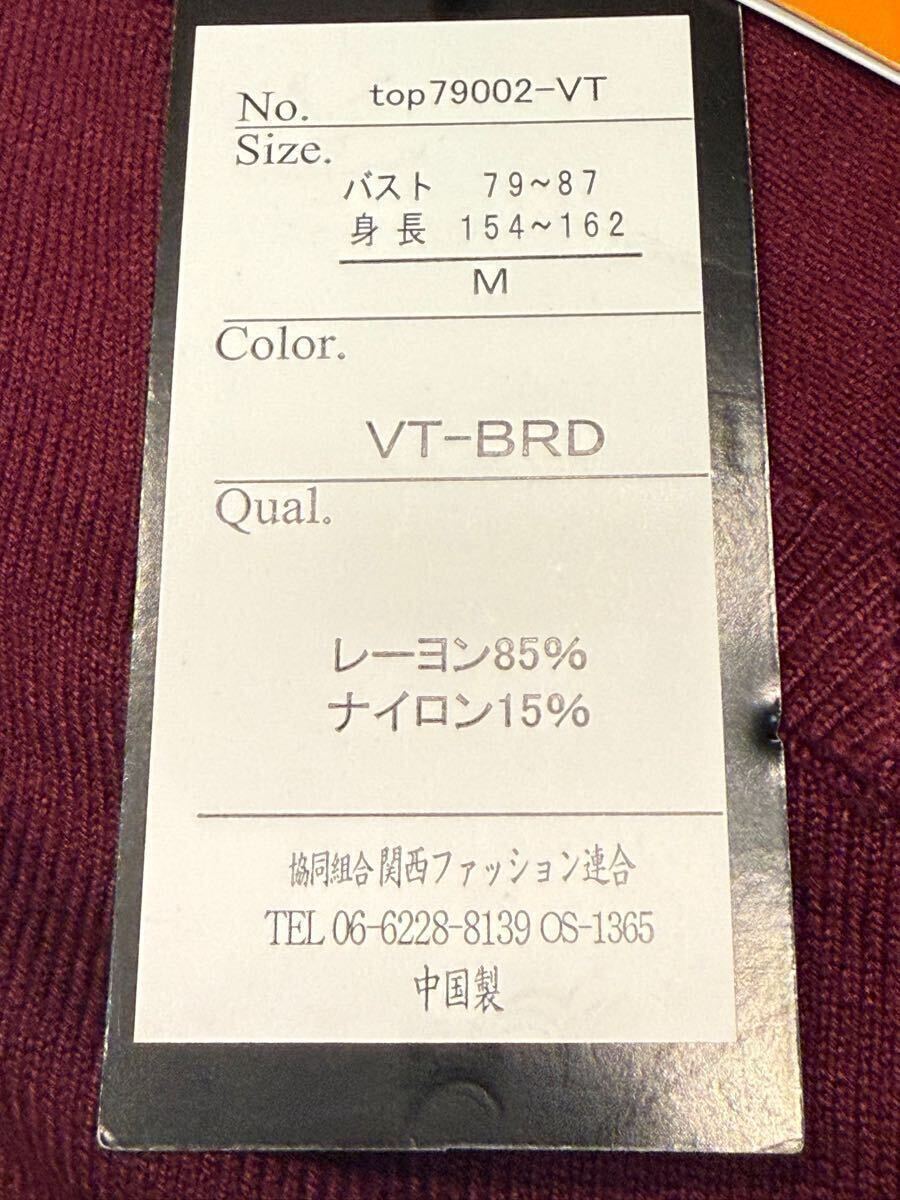 No. top79002-VT
Size.
バスト 79~87
身長 154~162
M
Color.
VT-BRD
Qual.
レーヨン85%
ナイロン15%
協同組合関西ファッション連合
TEL 06-6228-8139 OS-1365
中国製